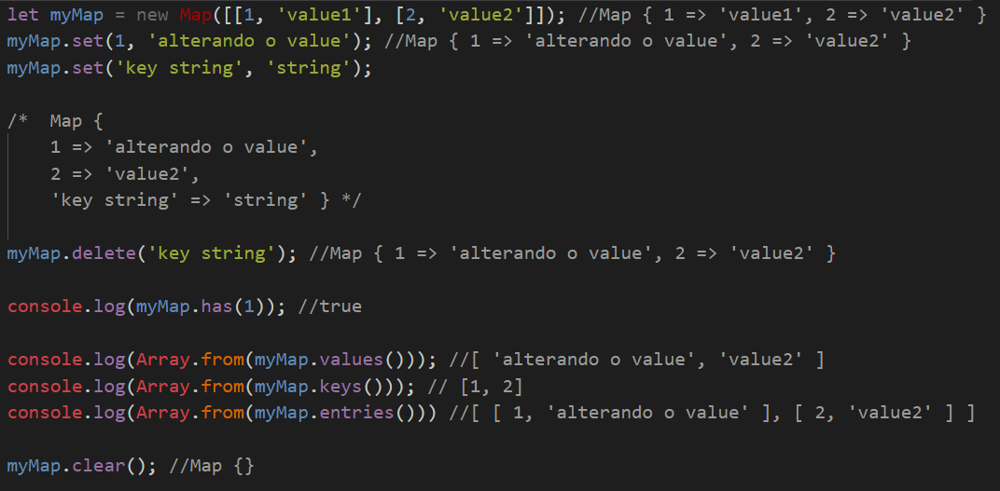 let myMap = new Map([[1, 'value1'], [2, 'value2']]); //Map { 1 => 'value1', 2 => 'value2' }
myMap.set(1, 'alterando o value'); //Map { 1 => 'alterando o value', 2 => 'value2' }
myMap.set('key string', 'string');
/*  Map {
    1 => 'alterando o value',
    2 => 'value2',
    'key string' => 'string' } */
myMap.delete('key string'); //Map { 1 => 'alterando o value', 2 => 'value2' }
console.log(myMap.has(1)); //true
console.log(Array.from(myMap.values())); //[ 'alterando o value', 'value2' ]
console.log(Array.from(myMap.keys())); // [1, 2]
console.log(Array.from(myMap.entries())) //[ [ 1, 'alterando o value' ], [ 2, 'value2' ] ]
myMap.clear(); //Map {}